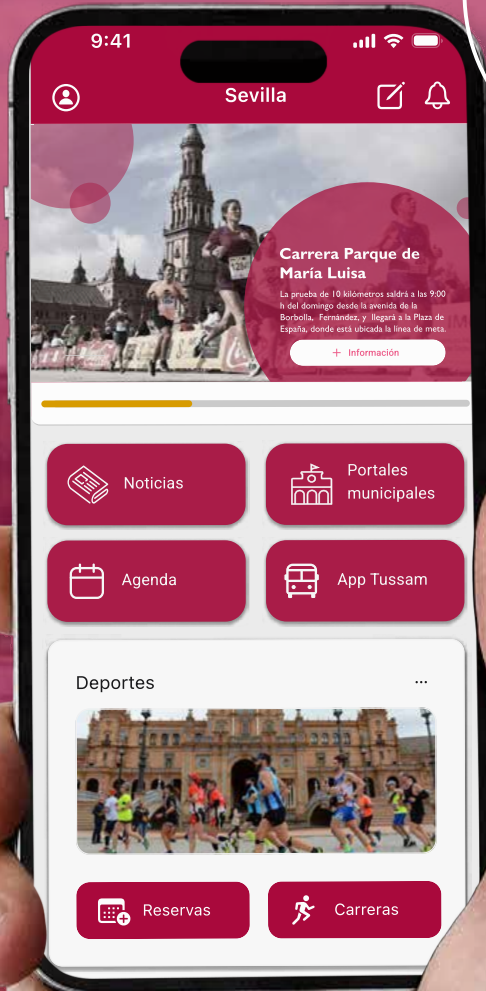 9:41
Sevilla
Carrera Parque de
María Luisa
La prueba de 10 kilómetros saldrá a las 9:00
h del domingo desde la avenida de la
Borbolla, Fernández, y llegará a la Plaza de
España, donde está ubicada la línea de meta.
+ Información
Noticias
Portales
municipales
Agenda
App Tussam
Deportes
...
Reservas
Carreras